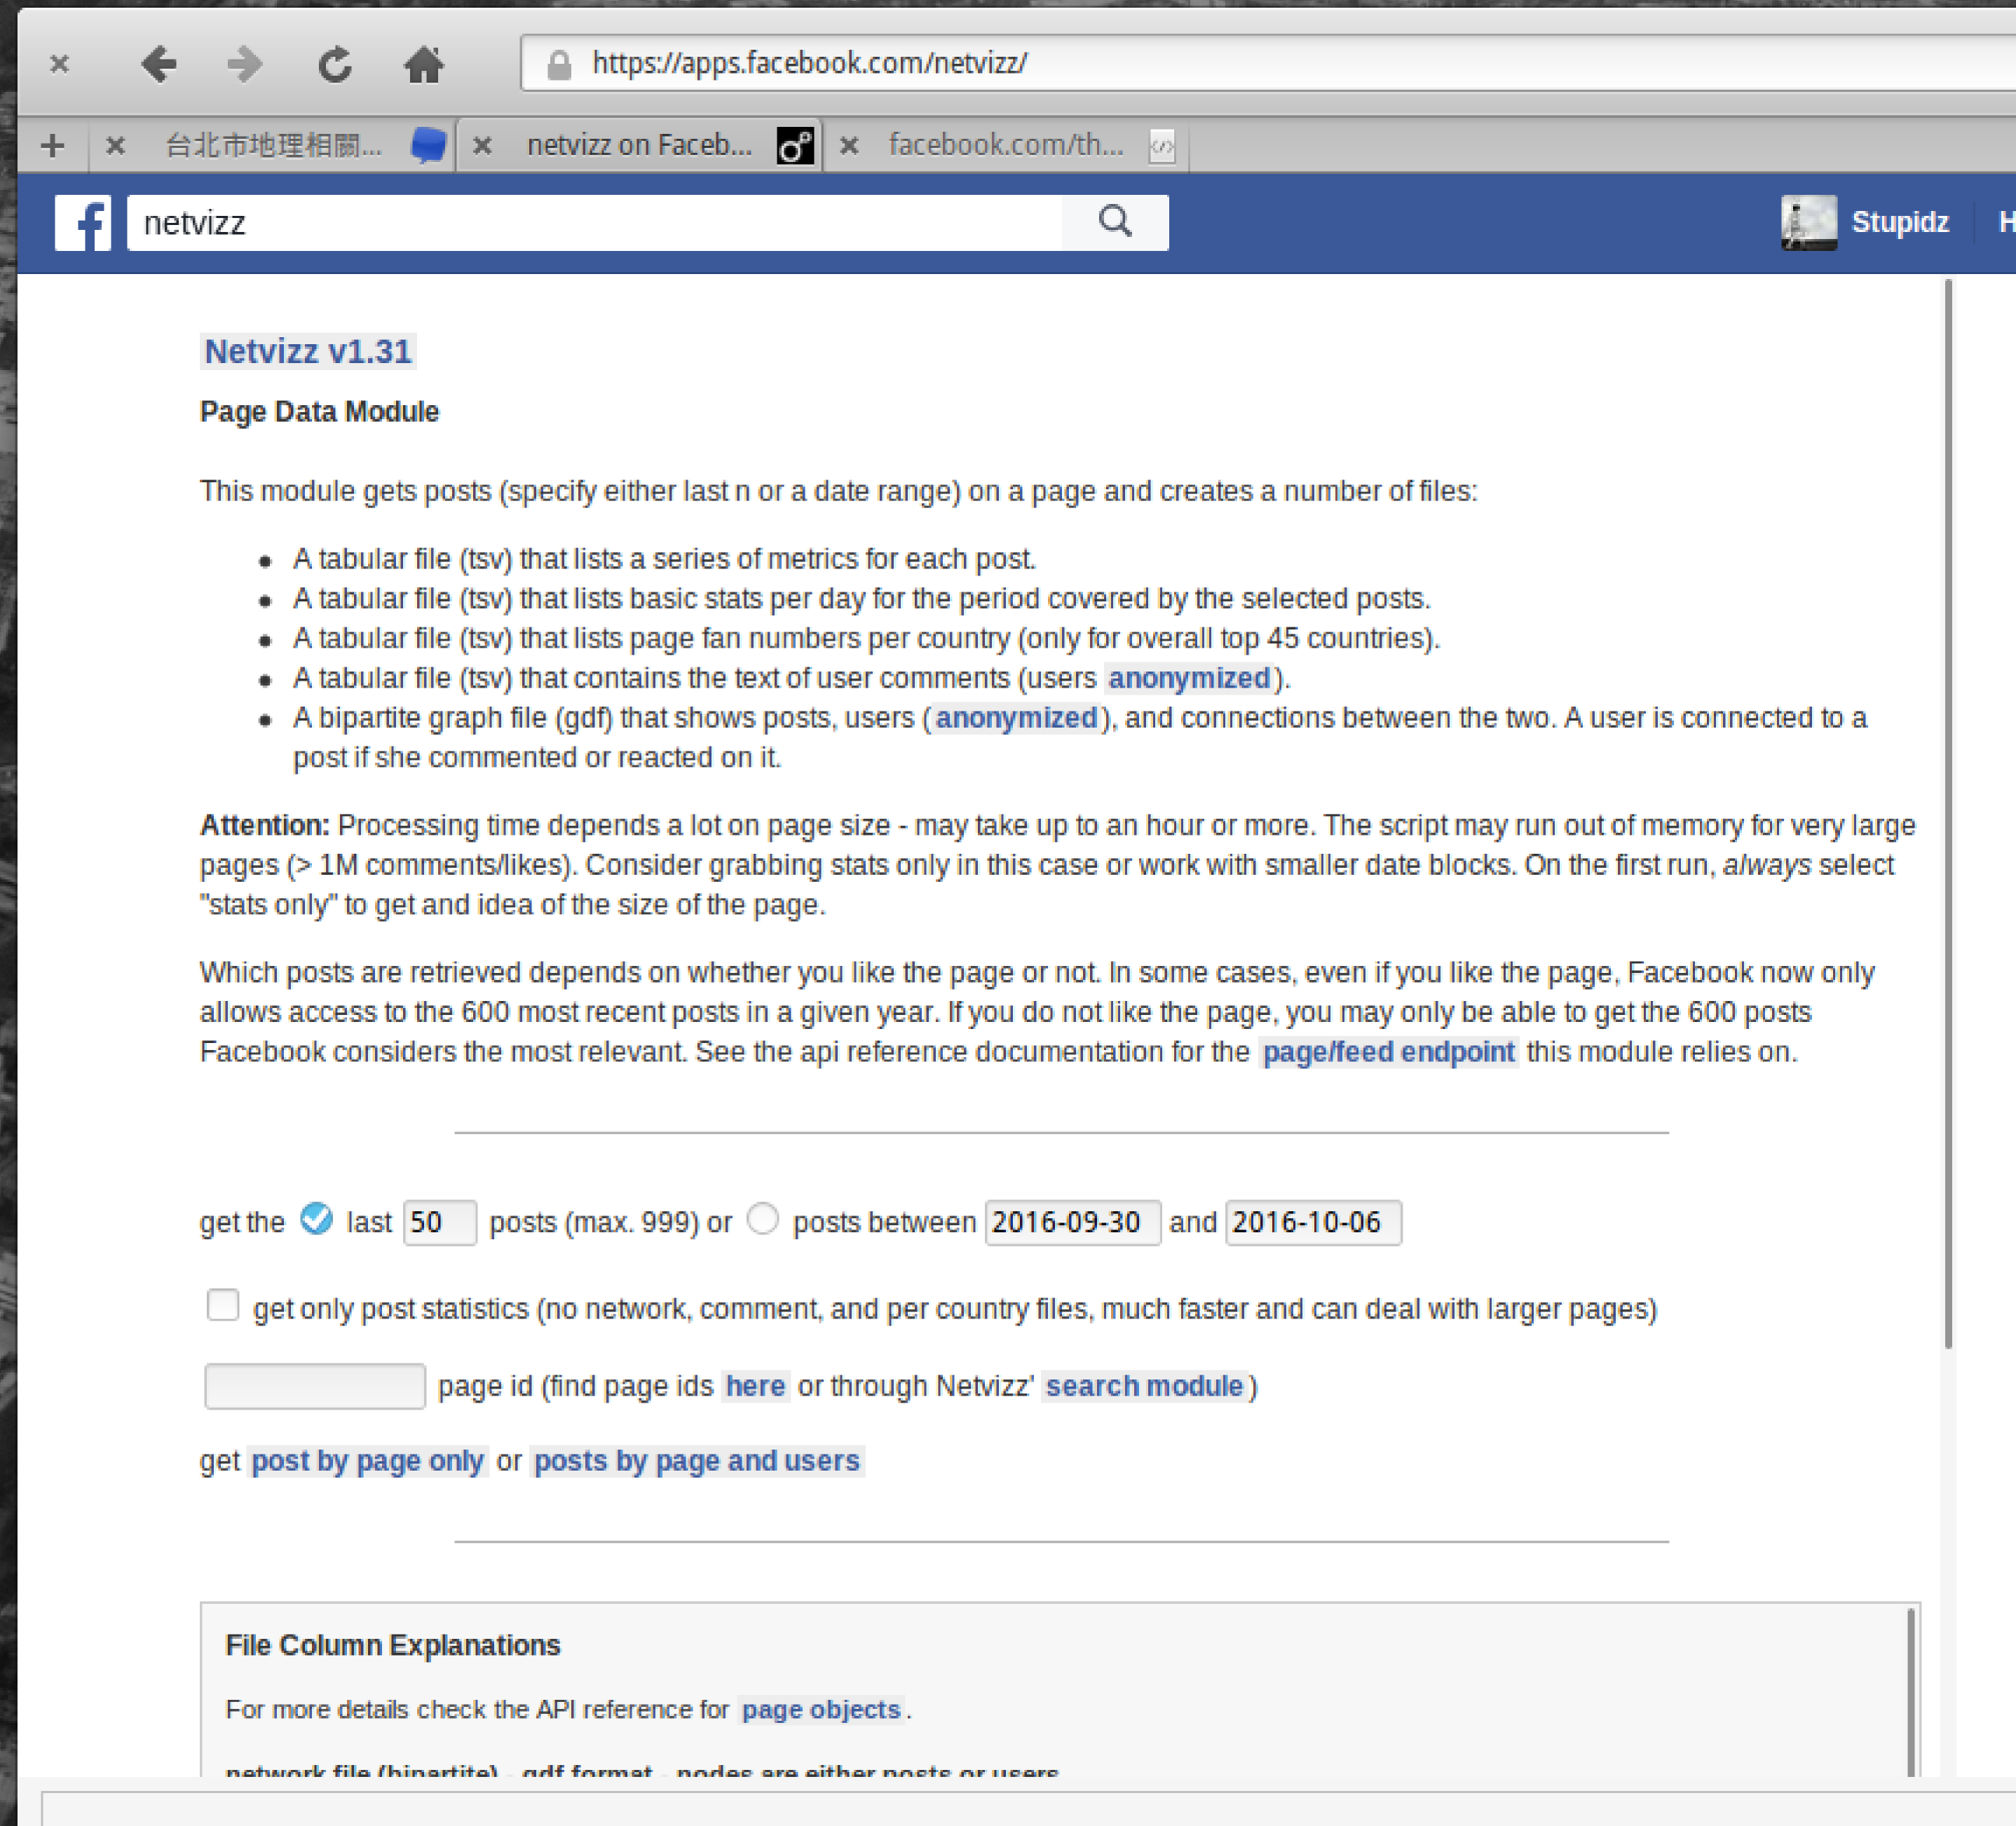 https://apps.facebook.com/netvizz/
台北市地理相關...
netvizz on Faceb...
facebook.com/th...
netvizz
Stupidz
H
Netvizz v1.31
Page Data Module
This module gets posts (specify either last n or a date range) on a page and creates a number of files:
A tabular file (tsv) that lists a series of metrics for each post.
A tabular file (tsv) that lists basic stats per day for the period covered by the selected posts.
A tabular file (tsv) that lists page fan numbers per country (only for overall top 45 countries).
A tabular file (tsv) that contains the text of user comments (users anonymized).
A bipartite graph file (gdf) that shows posts, users (anonymized), and connections between the two. A user is connected to a
post if she commented or reacted on it.
Attention: Processing time depends a lot on page size - may take up to an hour or more. The script may run out of memory for very large
pages (> 1M comments/likes). Consider grabbing stats only in this case or work with smaller date blocks. On the first run, always select
"stats only" to get and idea of the size of the page.
Which posts are retrieved depends on whether you like the page or not. In some cases, even if you like the page, Facebook now only
allows access to the 600 most recent posts in a given year. If you do not like the page, you may only be able to get the 600 posts
Facebook considers the most relevant. See the api reference documentation for the page/feed endpoint this module relies on.
get the last 50 posts (max. 999) or posts between 2016-09-30 and 2016-10-06
get only post statistics (no network, comment, and per country files, much faster and can deal with larger pages)
page id (find page ids here or through Netvizz' search module)
get post by page only or posts by page and users
File Column Explanations
For more details check the API reference for page objects.
network file (bipartite) - gdf format - nodes are either posts or users